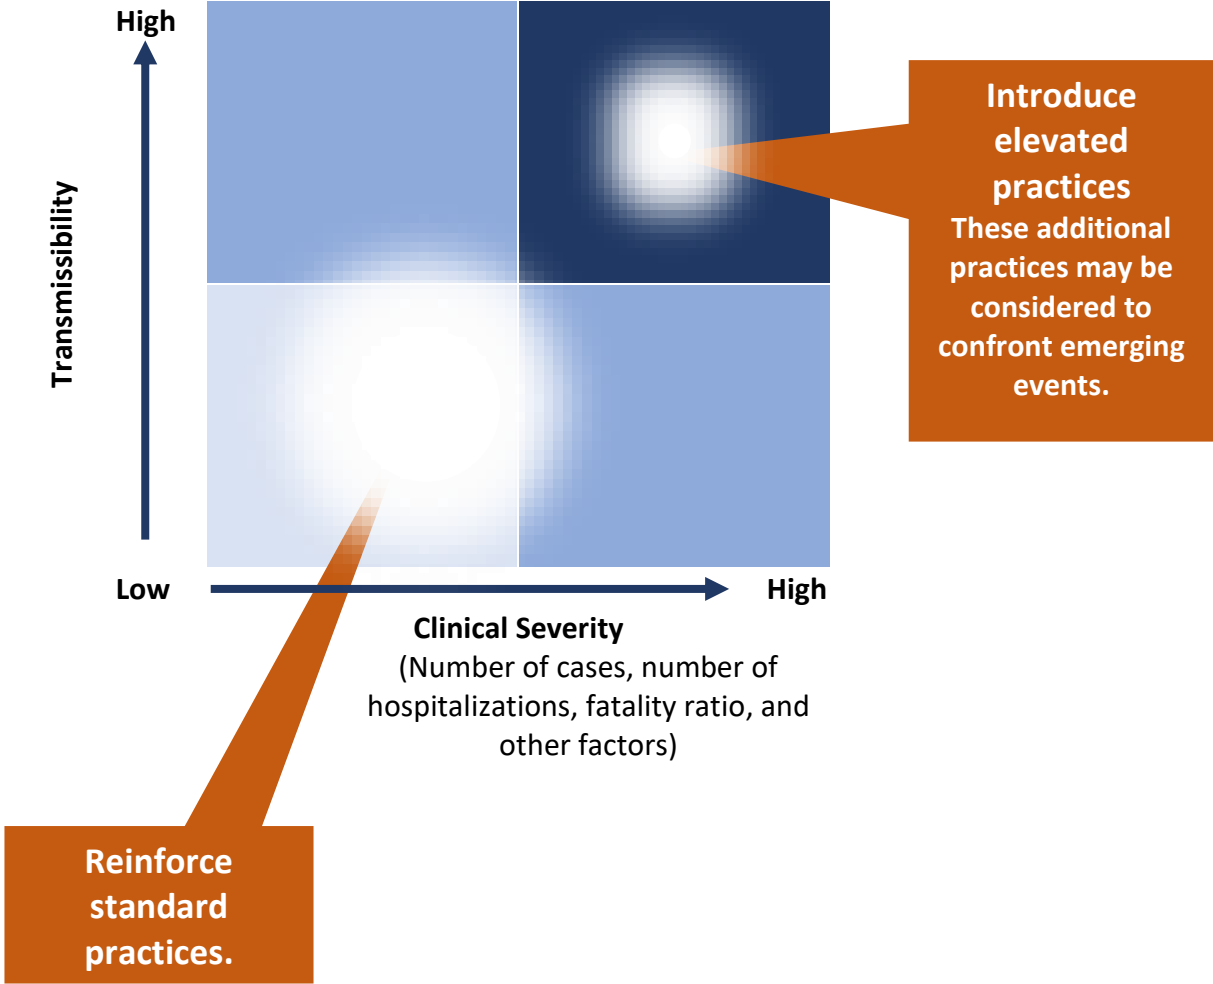 High
Transmissibility
Low
High
Clinical Severity
(Number of cases, number of
hospitalizations, fatality ratio, and
other factors)
Introduce
elevated
practices
These additional
practices may be
considered to
confront emerging
events.
Reinforce
standard
practices.